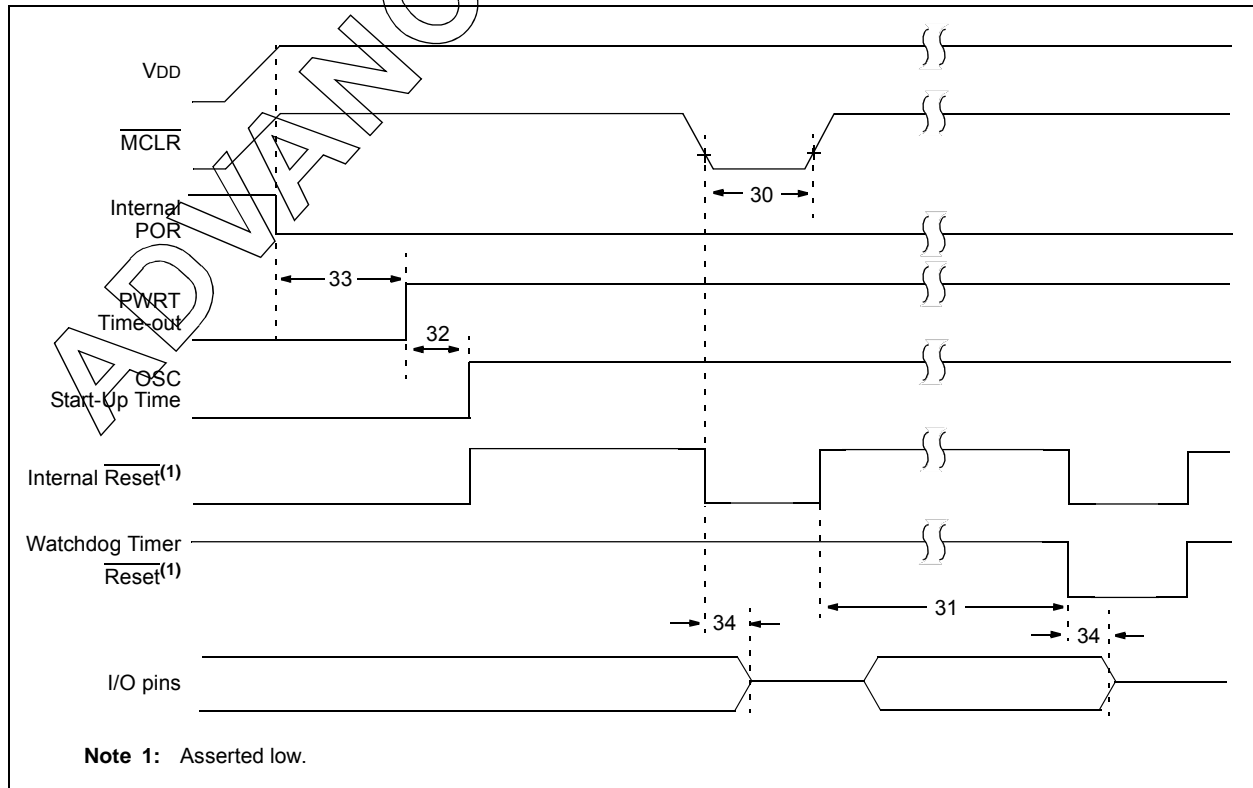 VDD
MCLR
Internal
POR
PWRT
Time-out
OSC
Start-Up Time
Internal Reset(1)
Watchdog Timer
Reset(1)
I/O pins
30
33
32
31
34
34
Note 1: Asserted low.
ADVANC